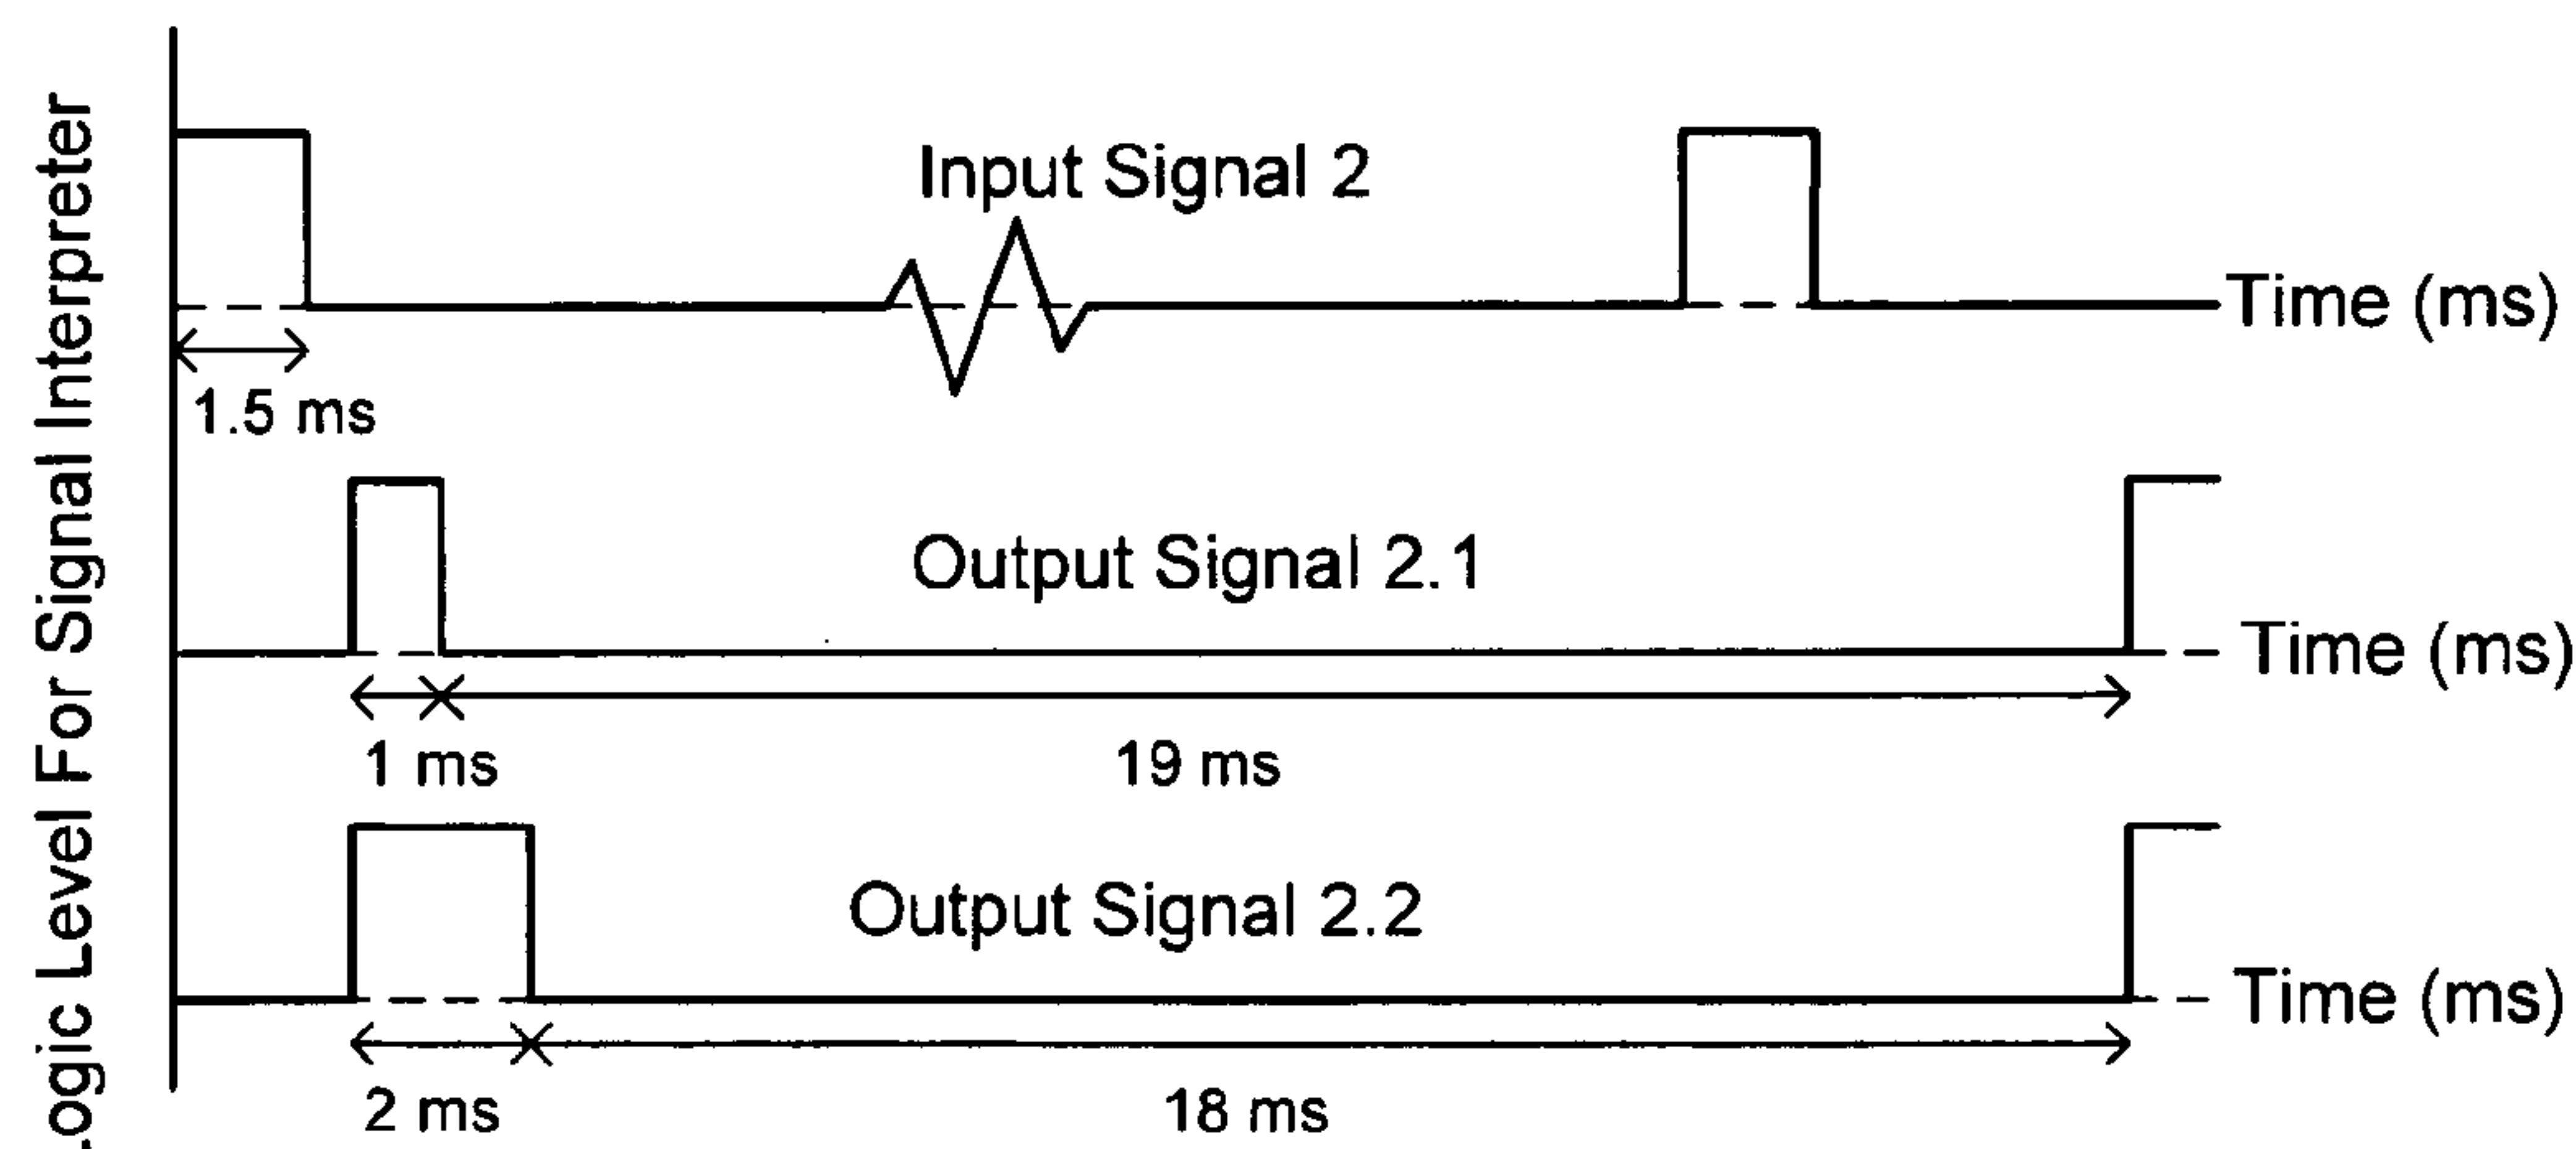 Logic Level For Signal Interpreter
Input Signal 2
Time (ms)
1.5 ms
Output Signal 2.1
Time (ms)
1 ms
19 ms
Output Signal 2.2
Time (ms)
2 ms
18 ms